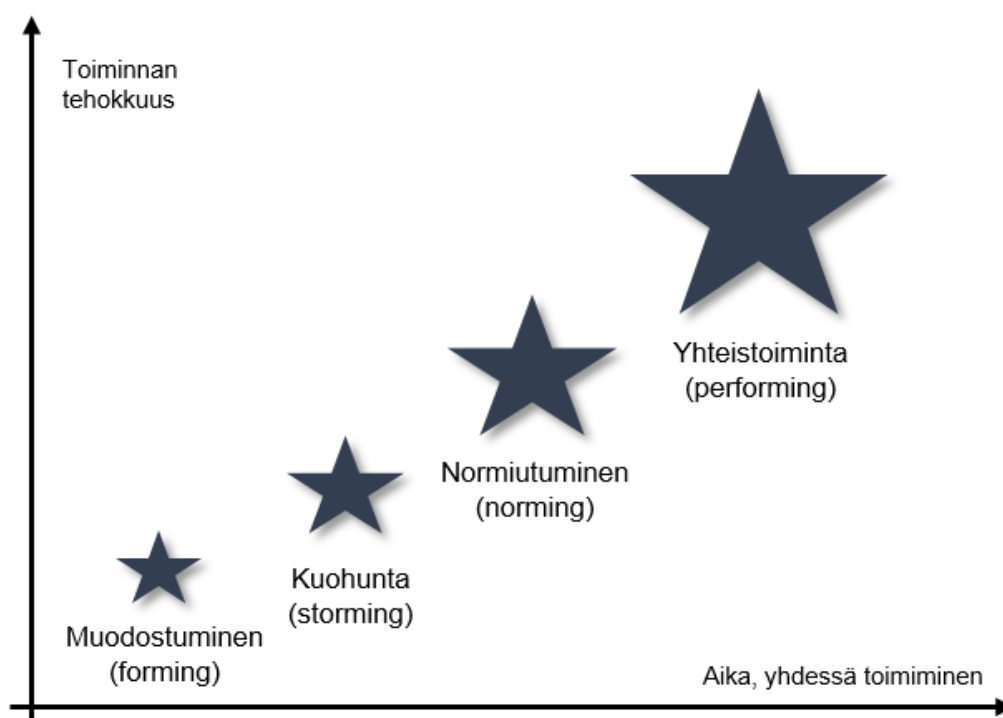 Toiminnan
tehokkuus
Yhteistoiminta
(performing)
Normiutuminen
(norming)
Kuohunta
(storming)
Muodostuminen
(forming)
Aika, yhdessä toimiminen